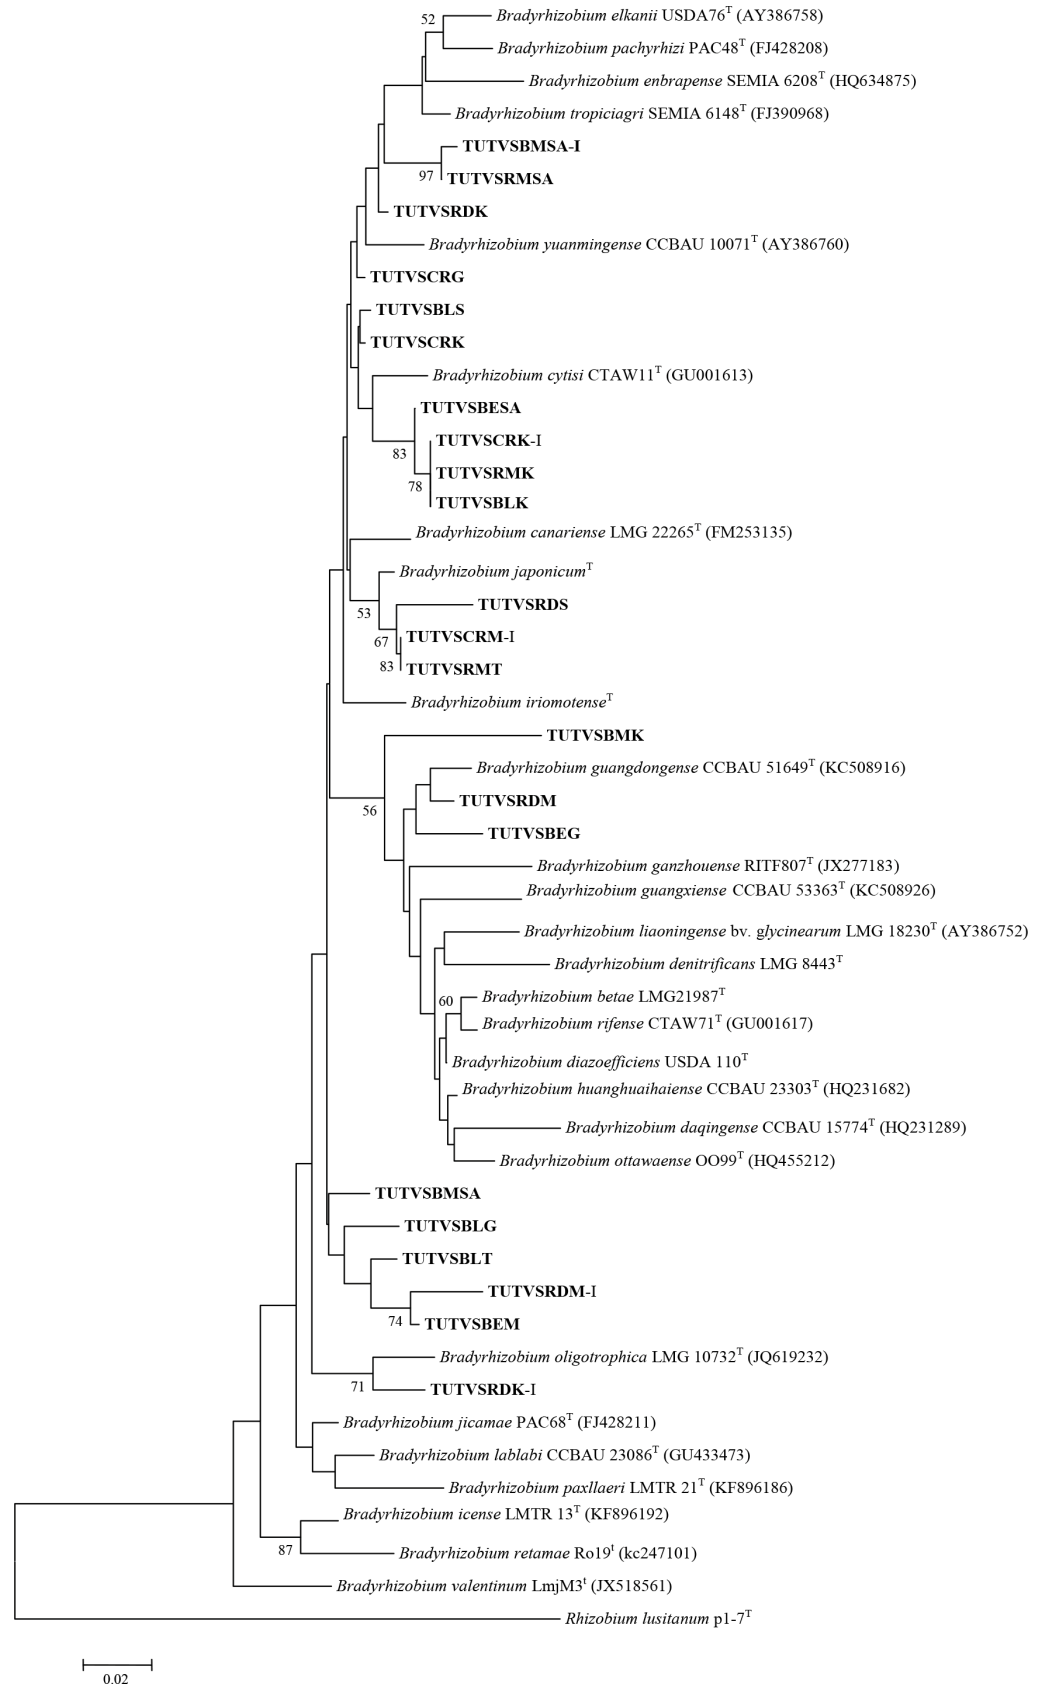 52
Bradyrhizobium elkanii USDA76T (AY386758)
Bradyrhizobium pachyrhizi PAC48T (FJ428208)
Bradyrhizobium enbrapense SEMIA 6208T (HQ634875)
Bradyrhizobium tropiciagri SEMIA 6148T (FJ390968)
TUTVSBMSA-I
97
TUTVSRMSA
TUTVSRDK
Bradyrhizobium yuanmingense CCBAU 10071T (AY386760)
TUTVSCRG
TUTVSBLS
TUTVSCRK
Bradyrhizobium cytisi CTAW11T (GU001613)
TUTVSBESA
TUTVSCRK-I
83
TUTVSRMK
78
TUTVSBLK
Bradyrhizobium canariense LMG 22265T (FM253135)
Bradyrhizobium japonicumT
TUTVSRDS
53
TUTVSCRM-I
67
TUTVSRMT
83
Bradyrhizobium iriomotenseT
TUTVSBMK
Bradyrhizobium guangdongense CCBAU 51649T (KC508916)
TUTVSRDM
56
TUTVSBEG
Bradyrhizobium ganzhouense RITF807T (JX277183)
Bradyrhizobium guangxiense CCBAU 53363T (KC508926)
Bradyrhizobium liaoningense bv. glycinearum LMG 18230T (AY386752)
Bradyrhizobium denitrificans LMG 8443T
Bradyrhizobium betae LMG21987T
60
Bradyrhizobium rifense CTAW71T (GU001617)
Bradyrhizobium diazoefficiens USDA 110T
Bradyrhizobium huanghuaihaiense CCBAU 23303T (HQ231682)
Bradyrhizobium daqingense CCBAU 15774T (HQ231289)
Bradyrhizobium ottawaense OO99T (HQ455212)
TUTVSBMSA
TUTVSBLG
TUTVSBLT
TUTVSRDM-I
74
TUTVSBEM
Bradyrhizobium oligotrophica LMG 10732T (JQ619232)
71
TUTVSRDK-I
Bradyrhizobium jicamae PAC68T (FJ428211)
Bradyrhizobium lablabi CCBAU 23086T (GU433473)
Bradyrhizobium paxllaeri LMTR 21T (KF896186)
Bradyrhizobium icense LMTR 13T (KF896192)
87
Bradyrhizobium retamae Ro19t (kc247101)
Bradyrhizobium valentinum LmjM3t (JX518561)
Rhizobium lusitanum p1-7T
0.02